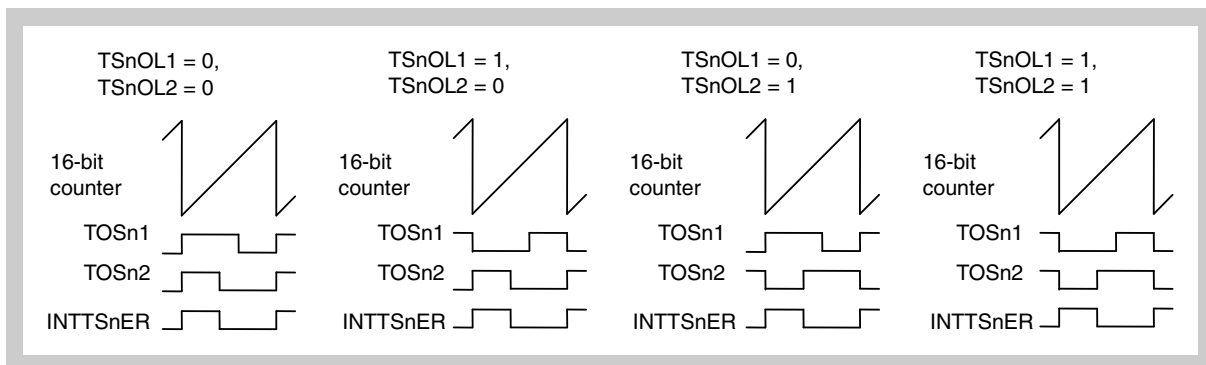 TSnOL1 = 0,
TSnOL2 = 0
16-bit
counter
TOSn1
TOSn2
INTTSnER
TSnOL1 = 1,
TSnOL2 = 0
16-bit
counter
TOSn1
TOSn2
INTTSnER
TSnOL1 = 0,
TSnOL2 = 1
16-bit
counter
TOSn1
TOSn2
INTTSnER
TSnOL1 = 1,
TSnOL2 = 1
16-bit
counter
TOSn1
TOSn2
INTTSnER